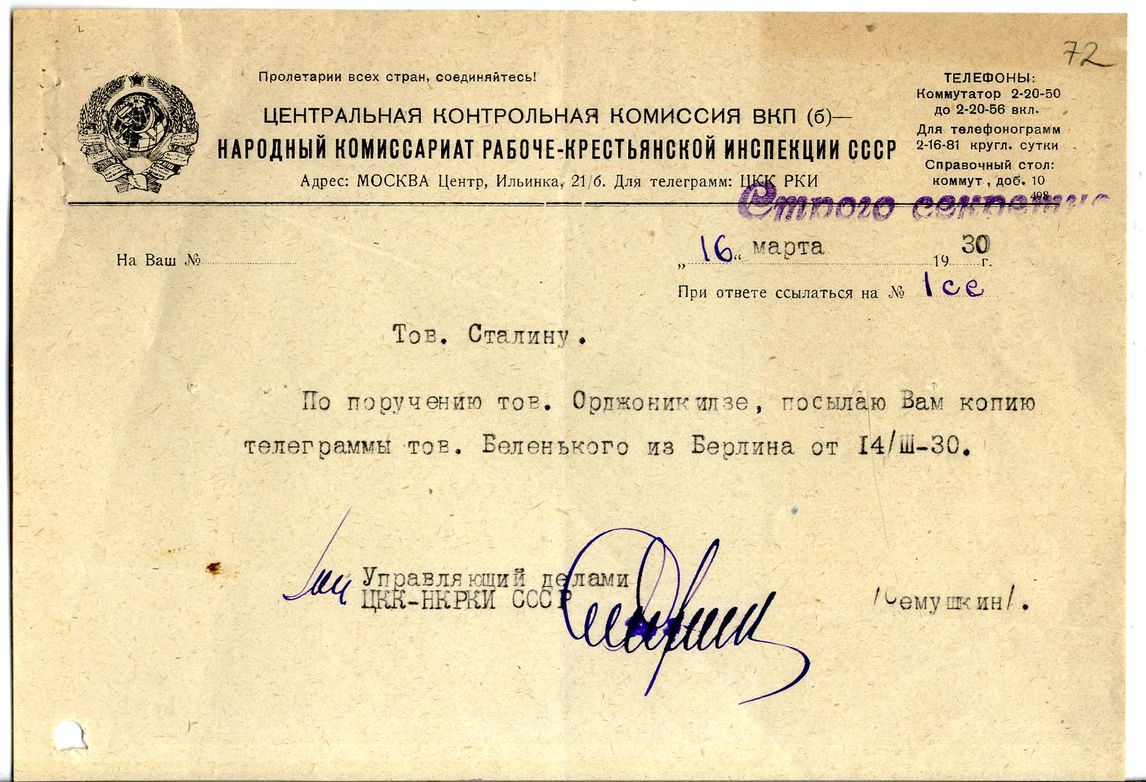 72
Пролетарии всех стран, соединяйтесь!
ЦЕНТРАЛЬНАЯ КОНТРОЛЬНАЯ КОМИССИЯ ВКП (б)—
НАРОДНЫЙ КОМИССАРИАТ РАБОЧЕ-КРЕСТЬЯНСКОЙ ИНСПЕКЦИИ СССР
Адрес: МОСКВА Центр, Ильинка, 21/б. Для телеграмм: ЦКК РКИ
ТЕЛЕФОНЫ:
Коммутатор 2-20-50
до 2-20-56 вкл.
Для телефонограмм
2-16-81 кругл. сутки
Справочный стол:
коммут., доб. 10
498
Строго секретно
На Ваш №
„16“ марта 1930 г.
При ответе ссылаться на № 1се
Тов. Сталину.
По поручению тов. Орджоникидзе, посылаю Вам копию
телеграммы тов. Беленького из Берлина от 14/Ш-30.
Управляющий делами
ЦКК-НКРКИ СССР
/Семушкин/.